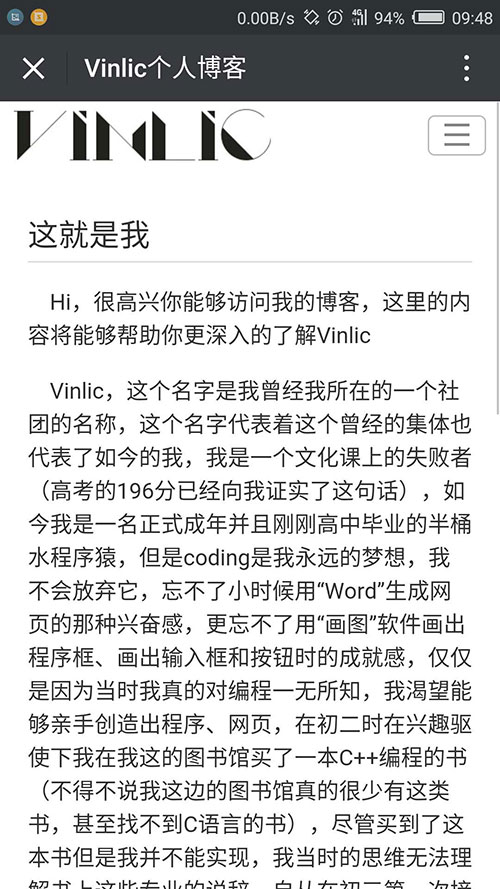 0.00B/s 4G 94% 09:48
Vinlic个人博客
VINLIC
这就是我
Hi，很高兴你能够访问我的博客，这里的内
容将能够帮助你更深入的了解Vinlic
Vinlic，这个名字是我曾经我所在的一个社
团的名称，这个名字代表着这个曾经的集体也
代表了如今的我，我是一个文化课上的失败者
（高考的196分已经向我证实了这句话），如
今我是一名正式成年并且刚刚高中毕业的半桶
水程序猿，但是coding是我永远的梦想，我
不会放弃它，忘不了小时候用“Word”生成网
页的那种兴奋感，更忘不了用“画图”软件画出
程序框、画出输入框和按钮时的成就感，仅仅
是因为当时我真的对编程一无所知，我渴望能
够亲手创造出程序、网页，在初二时在兴趣驱
使下我在我这的图书馆买了一本C++编程的书
（不得不说我这边的图书馆真的很少有这类
书，甚至找不到C语言的书），尽管买到了这
本书但是我并不能实现，我当时的思维无法理
解书上这些专业的说辞，自从在初三第一次接